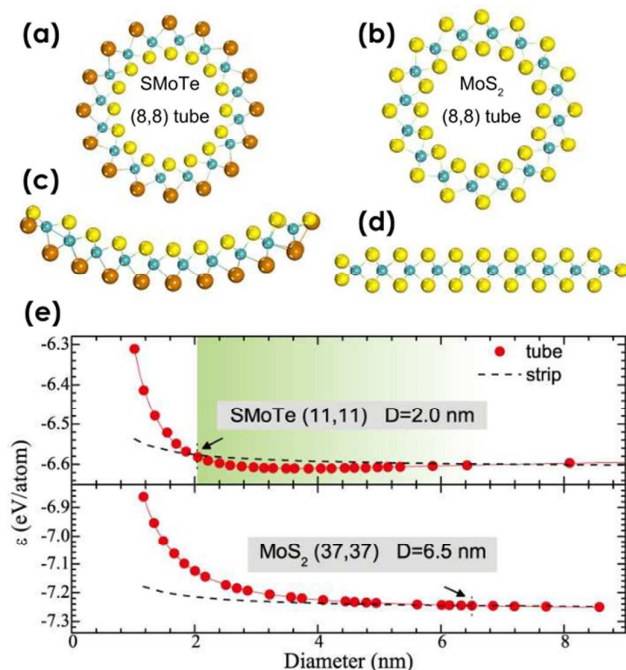 (a)
SMoTe
(8,8) tube
(b)
MoS₂
(8,8) tube
(c)
(d)
(e)
-6.3
-6.4
-6.5
-6.6
tube
strip
SMoTe (11,11) D=2.0 nm
ε (eV/atom)
-6.9
-7.0
-7.1
-7.2
-7.3
MoS₂ (37,37) D=6.5 nm
0 2 4 6 8
Diameter (nm)